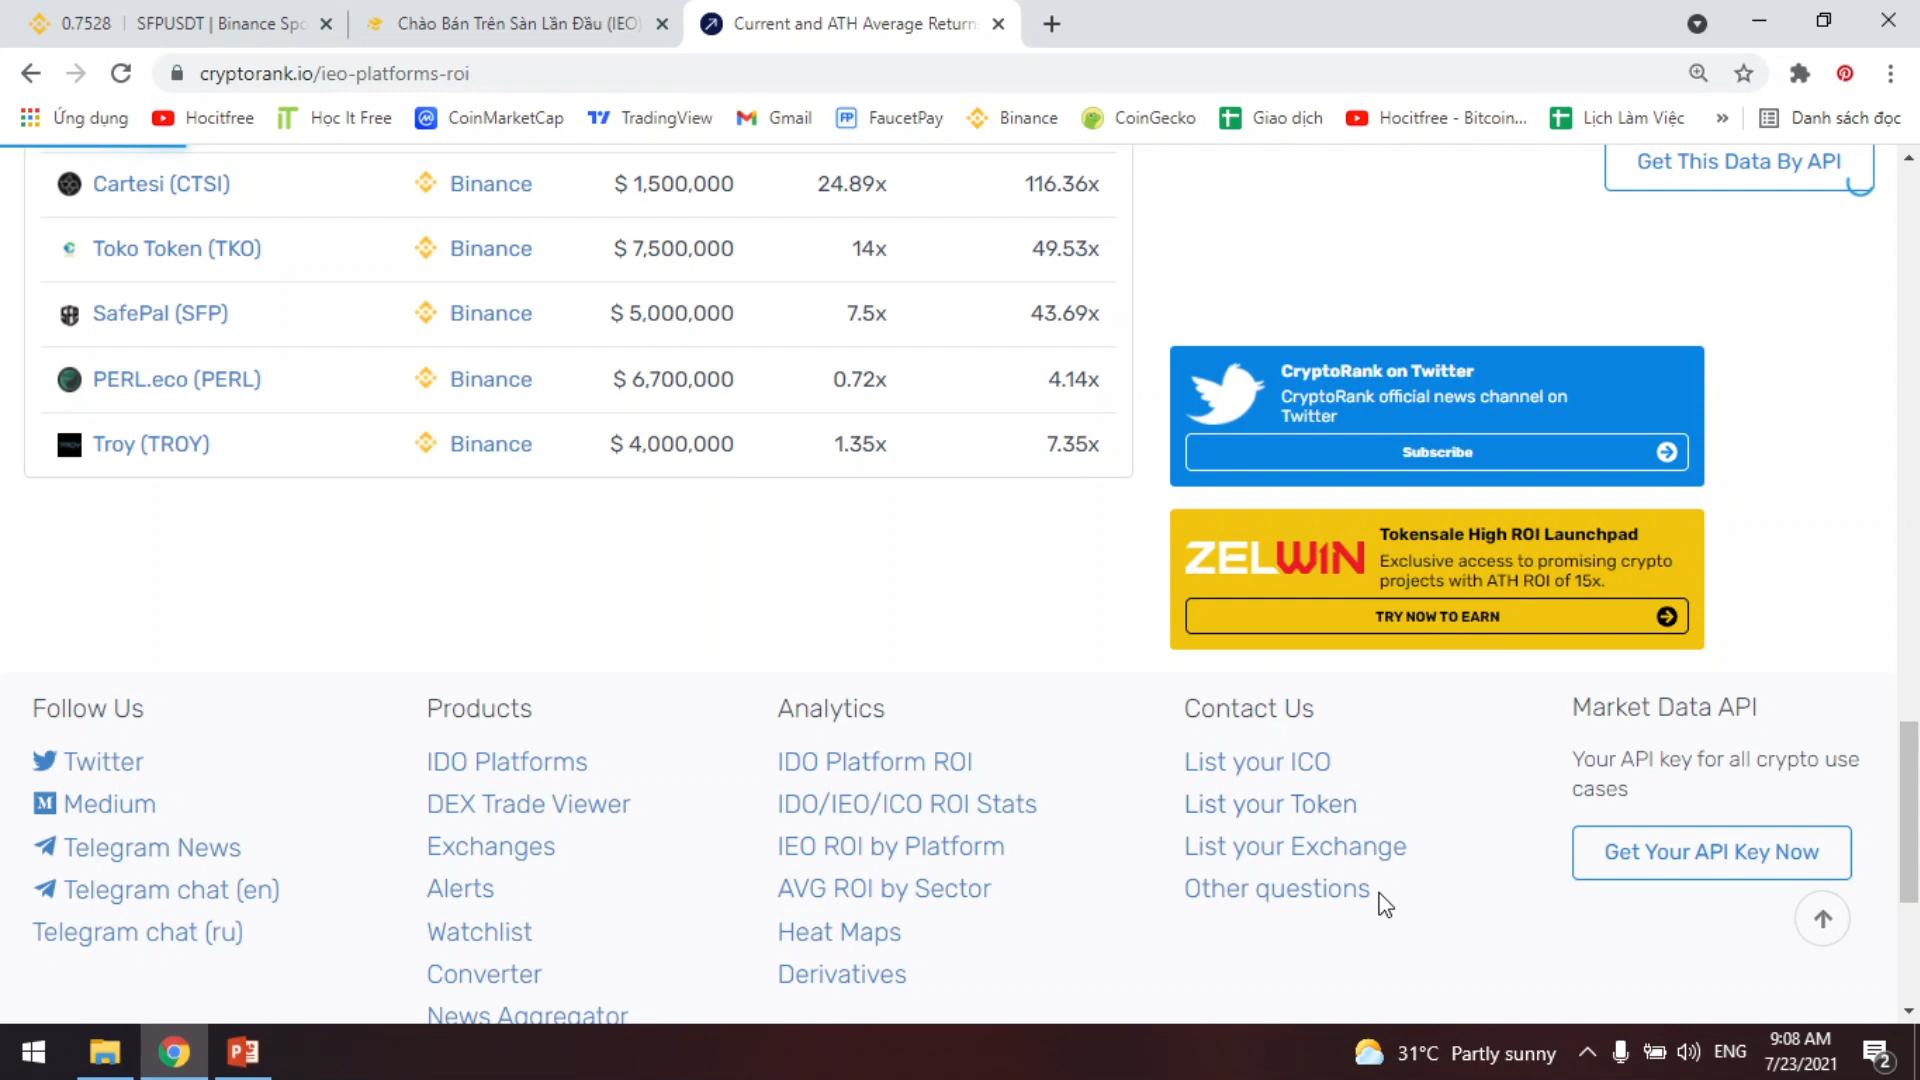 0.7528 | SFPUSDT | Binance Spo
Chào Bán Trên Sàn Lần Đầu (IEO)
Current and ATH Average Return
cryptorank.io/ieo-platforms-roi
Ứng dụng
Hocitfree
Học It Free
CoinMarketCap
TradingView
Gmail
FaucetPay
Binance
CoinGecko
Giao dịch
Hocitfree - Bitcoin...
Lịch Làm Việc
»
Danh sách đọc
Get This Data By API
Cartesi (CTSI) Binance $ 1,500,000 24.89x 116.36x
Toko Token (TKO) Binance $ 7,500,000 14x 49.53x
SafePal (SFP) Binance $ 5,000,000 7.5x 43.69x
PERL.eco (PERL) Binance $ 6,700,000 0.72x 4.14x
Troy (TROY) Binance $ 4,000,000 1.35x 7.35x
CryptoRank on Twitter
CryptoRank official news channel on
Twitter
Subscribe
ZELWIN
Tokensale High ROI Launchpad
Exclusive access to promising crypto
projects with ATH ROI of 15x.
TRY NOW TO EARN
Follow Us
Twitter
Medium
Telegram News
Telegram chat (en)
Telegram chat (ru)
Products
IDO Platforms
DEX Trade Viewer
Exchanges
Alerts
Watchlist
Converter
News Aggregator
Analytics
IDO Platform ROI
IDO/IEO/ICO ROI Stats
IEO ROI by Platform
AVG ROI by Sector
Heat Maps
Derivatives
Contact Us
List your ICO
List your Token
List your Exchange
Other questions
Market Data API
Your API key for all crypto use
cases
Get Your API Key Now
31°C Partly sunny
ENG
9:08 AM
7/23/2021
2